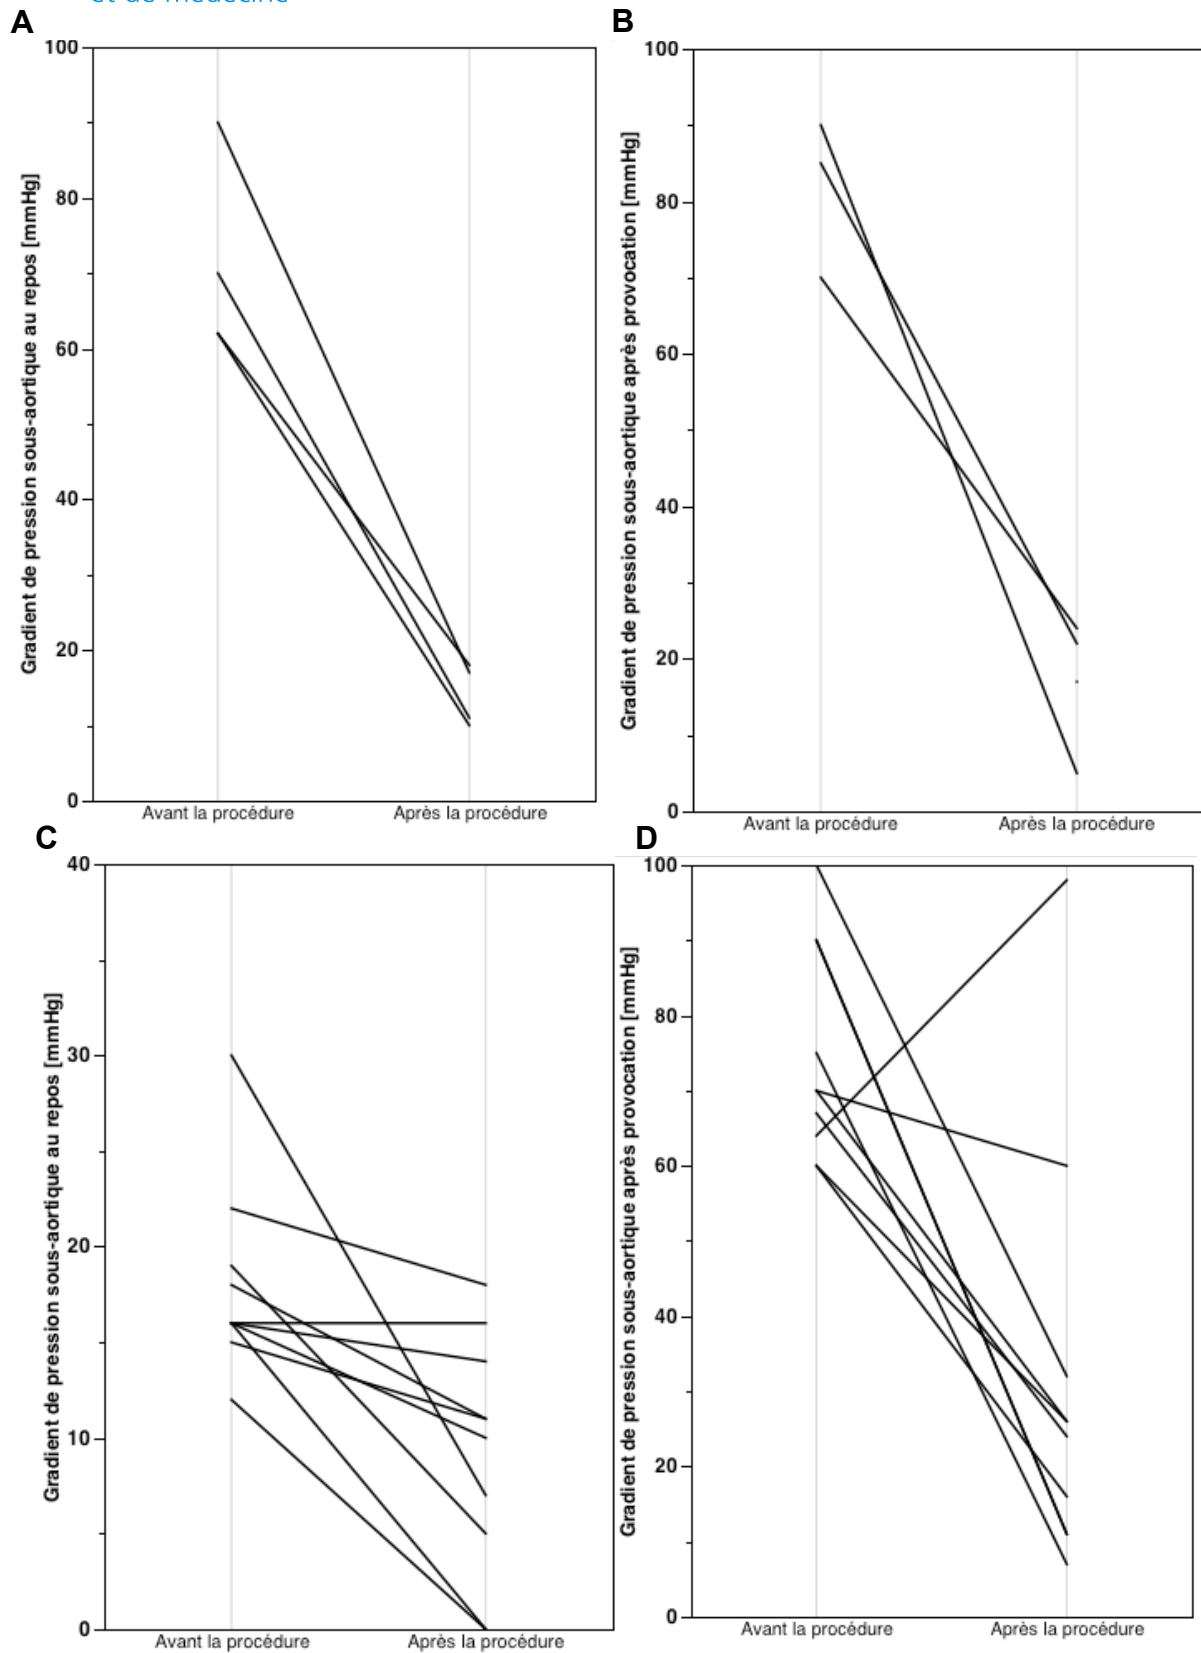 et de médecine
A
Gradient de pression sous-aortique au repos [mmHg]
100
80
60
40
20
0
Avant la procédure
Après la procédure
B
Gradient de pression sous-aortique après provocation [mmHg]
100
80
60
40
20
0
Avant la procédure
Après la procédure
C
Gradient de pression sous-aortique au repos [mmHg]
40
30
20
10
0
Avant la procédure
Après la procédure
D
Gradient de pression sous-aortique après provocation [mmHg]
100
80
60
40
20
0
Avant la procédure
Après la procédure